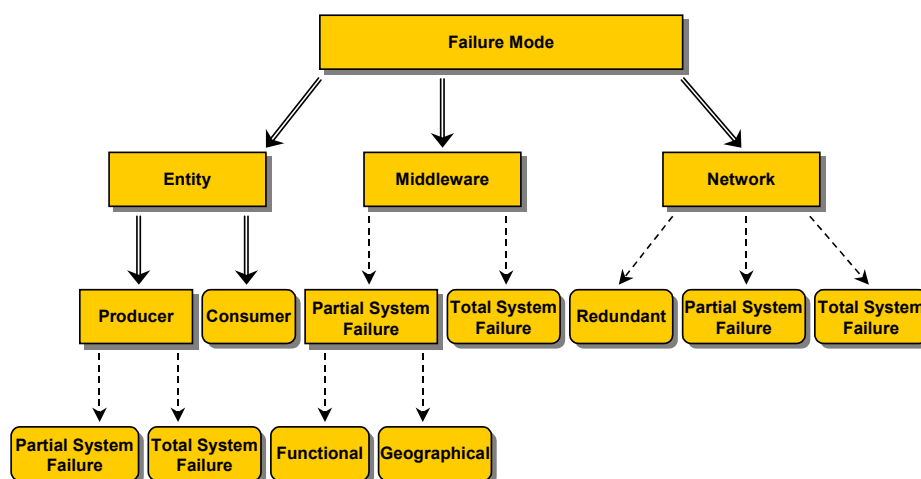 Failure Mode
Entity
Middleware
Network
Producer
Consumer
Partial System
Failure
Total System
Failure
Redundant
Partial System
Failure
Total System
Failure
Partial System
Failure
Total System
Failure
Functional
Geographical